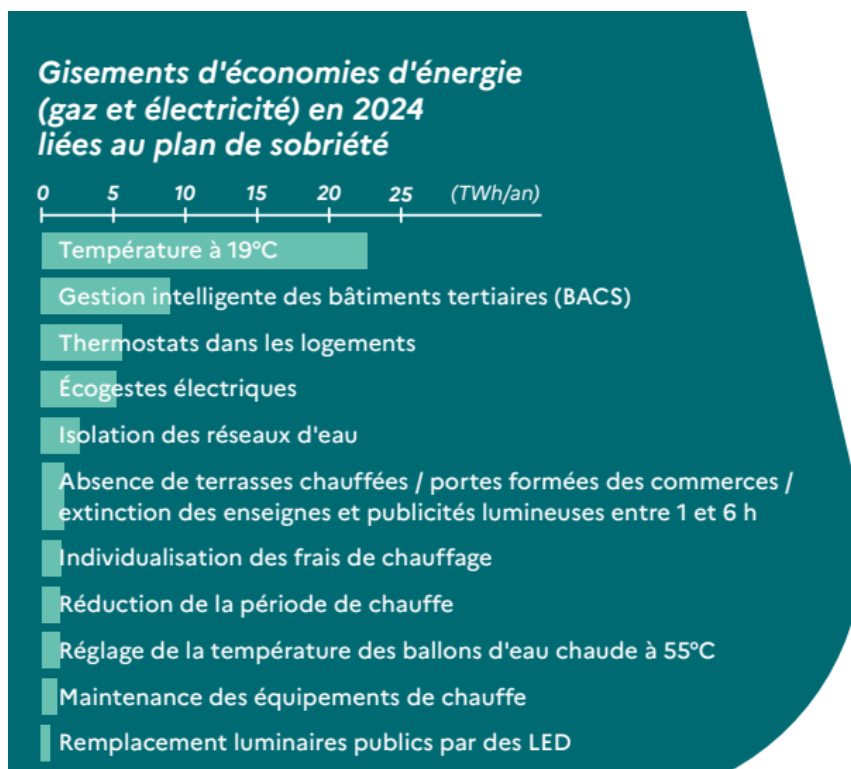 Gisements d'économies d'énergie
(gaz et électricité) en 2024
liées au plan de sobriété
0 5 10 15 20 25 (TWh/an)
Température à 19°C
Gestion intelligente des bâtiments tertiaires (BACS)
Thermostats dans les logements
Écogestes électriques
Isolation des réseaux d'eau
Absence de terrasses chauffées / portes formées des commerces /
extinction des enseignes et publicités lumineuses entre 1 et 6 h
Individualisation des frais de chauffage
Réduction de la période de chauffe
Réglage de la température des ballons d'eau chaude à 55°C
Maintenance des équipements de chauffe
Remplacement luminaires publics par des LED